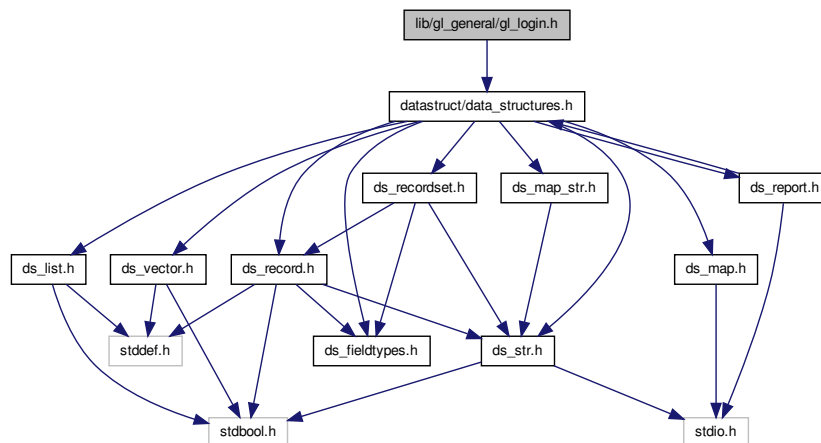 lib/gl_general/gl_login.h
datastruct/data_structures.h
ds_recordset.h
ds_map_str.h
ds_report.h
ds_list.h
ds_vector.h
ds_record.h
ds_map.h
stddef.h
ds_fieldtypes.h
ds_str.h
stdbool.h
stdio.h